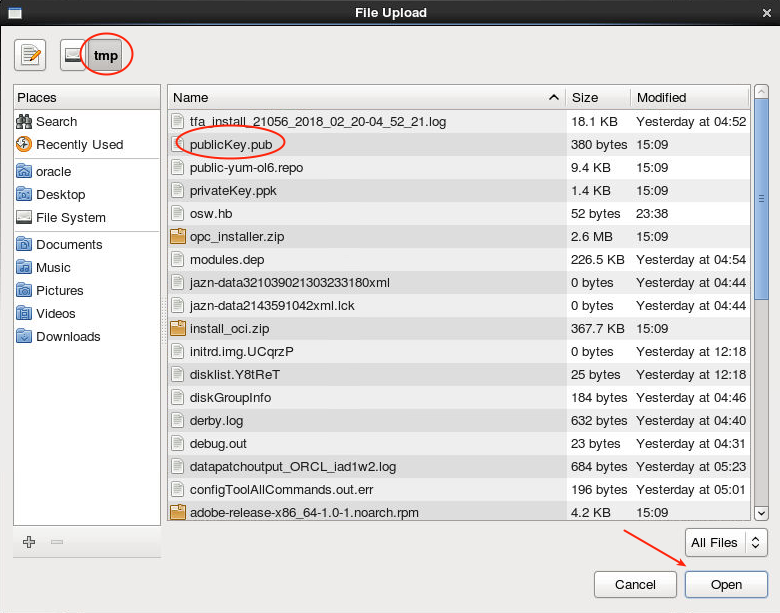 File Upload
tmp
Places
Search
Recently Used
oracle
Desktop
File System
Documents
Music
Pictures
Videos
Downloads
Name Size Modified
tfa_install_21056_2018_02_20-04_52_21.log 18.1 KB Yesterday at 04:52
publicKey.pub 380 bytes 15:09
public-yum-ol6.repo 9.4 KB 15:09
privateKey.ppk 1.4 KB 15:09
osw.hb 52 bytes 23:38
opc_installer.zip 2.6 MB 15:09
modules.dep 226.5 KB Yesterday at 04:54
jazn-data321039021303233180xml 0 bytes Yesterday at 04:44
jazn-data2143591042xml.lck 0 bytes Yesterday at 04:44
install_oci.zip 367.7 KB 15:09
initrd.img.UCqrzP 0 bytes Yesterday at 12:18
disklist.Y8tReT 25 bytes Yesterday at 12:18
diskGroupInfo 184 bytes Yesterday at 04:46
derby.log 632 bytes Yesterday at 04:40
debug.out 23 bytes Yesterday at 04:31
datapatchoutput_ORCL_iad1w2.log 684 bytes Yesterday at 05:23
configToolAllCommands.out.err 196 bytes Yesterday at 05:01
adobe-release-x86_64-1.0-1.noarch.rpm 4.2 KB 15:09
All Files
Cancel Open